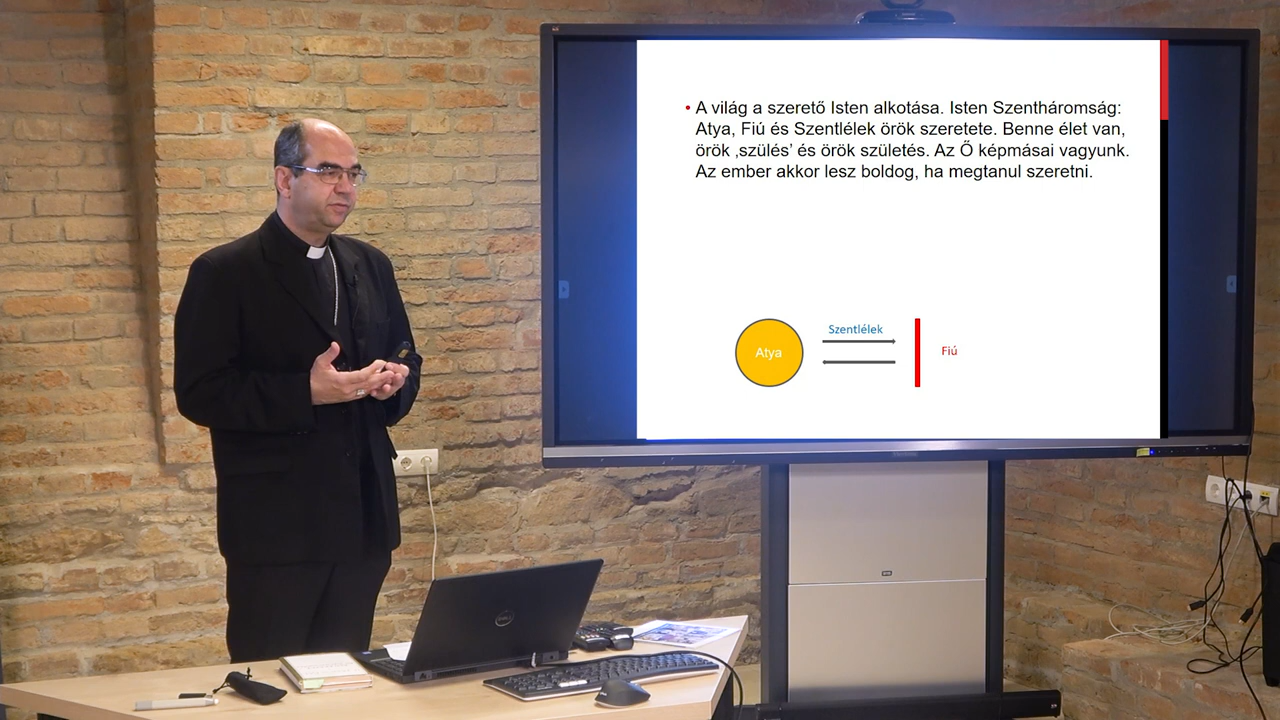 • A világ a szerető Isten alkotása. Isten Szentháromság:
Atya, Fiú és Szentlélek örök szeretete. Benne élet van,
örök ‚szülés’ és örök születés. Az Ő képmásai vagyunk.
Az ember akkor lesz boldog, ha megtanul szeretni.
Szentlélek
Atya
Fiú
DELL